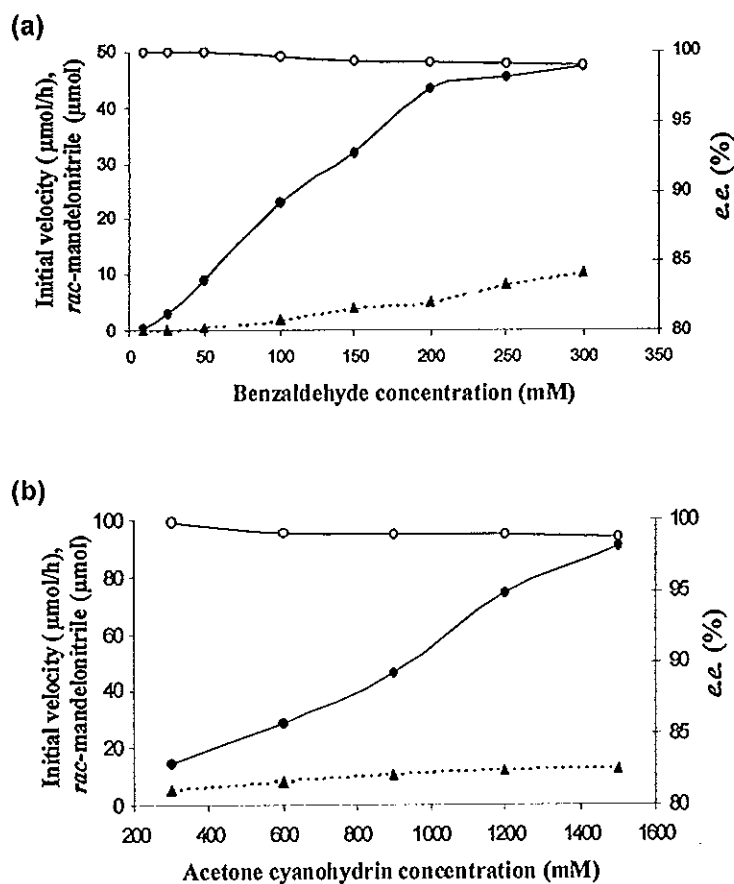 (a)
Initial velocity (μmol/h),
rac-mandelonitrile (μmol)
50
40
30
20
10
0
100
95
90
85
80
e.e. (%)
0 50 100 150 200 250 300 350
Benzaldehyde concentration (mM)
(b)
Initial velocity (μmol/h),
rac-mandelonitrile (μmol)
100
80
60
40
20
0
100
95
90
85
80
e.e. (%)
200 400 600 800 1000 1200 1400 1600
Acetone cyanohydrin concentration (mM)